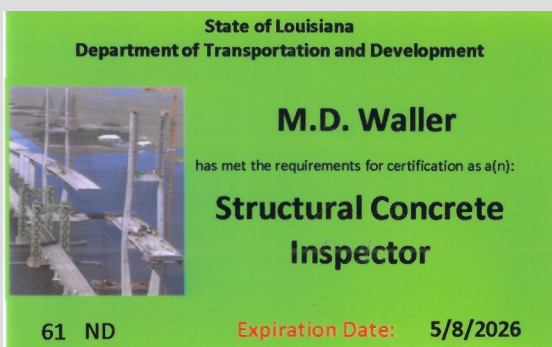 State of Louisiana
Department of Transportation and Development
M.D. Waller
has met the requirements for certification as a(n):
Structural Concrete
Inspector
61 ND
Expiration Date: 5/8/2026